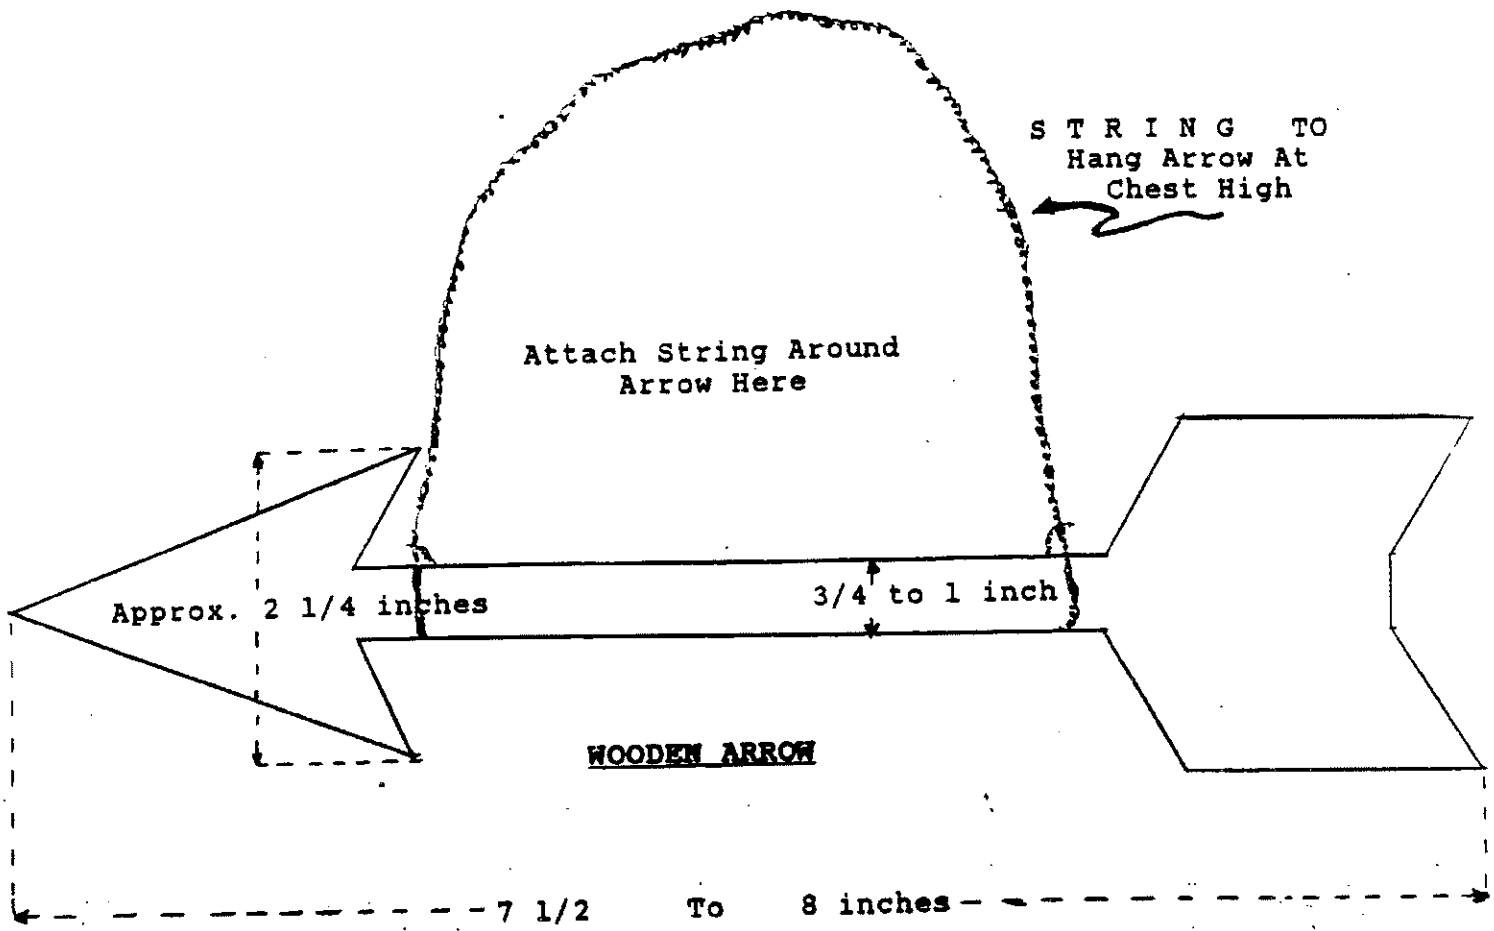 S T R I N G TO
Hang Arrow At
Chest High
Attach String Around
Arrow Here
Approx. 2 1/4 inches
3/4 to 1 inch
WOODEN ARROW
7 1/2 To 8 inches